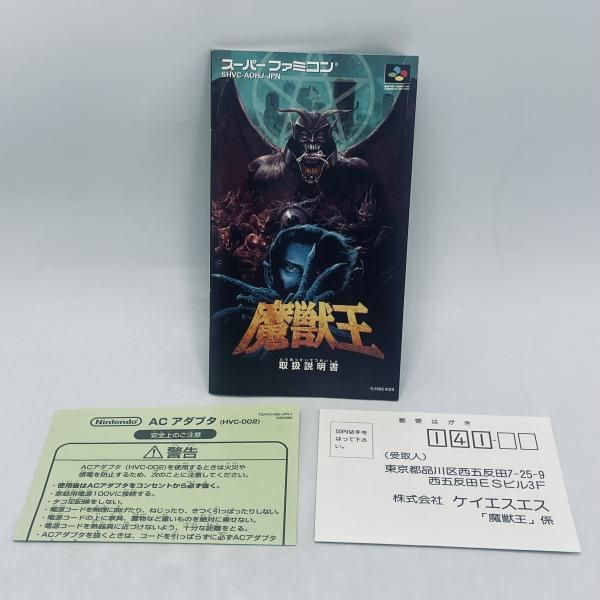 スーパーファミコン®
SHVC-AOHJ-JPN
魔獣王
とりあつかいせつめいしょ
取扱説明書
©1995 KSS
Nintendo ACアダプタ (HVC-002)
安全上のご注意
警告
ACアダプタ(HVC-002)を使用するときは火災や
感電を防止するため、次のことに注意してください。
・使用後はACアダプタをコンセントから必ず抜く。
・家庭用電源100Vに接続する。
・タコ足配線をしない。
・電源コードを無理に曲げたり、ねじったり、きつく引っぱったりしない。
・電源コードの上に家具、置物など重いものを絶対に乗せない。
・電源コードを熱器具に近づけないよう、十分な距離をとる。
・ACアダプタを抜くときは、コードを引っぱらずに必ずACアダプタ
郵便はがき
50円切手を
はって下さ
い。
141-
(受取人)
東京都品川区西五反田7-25-9
西五反田ESビル3F
株式会社 ケイエスエス
「魔獣王」係